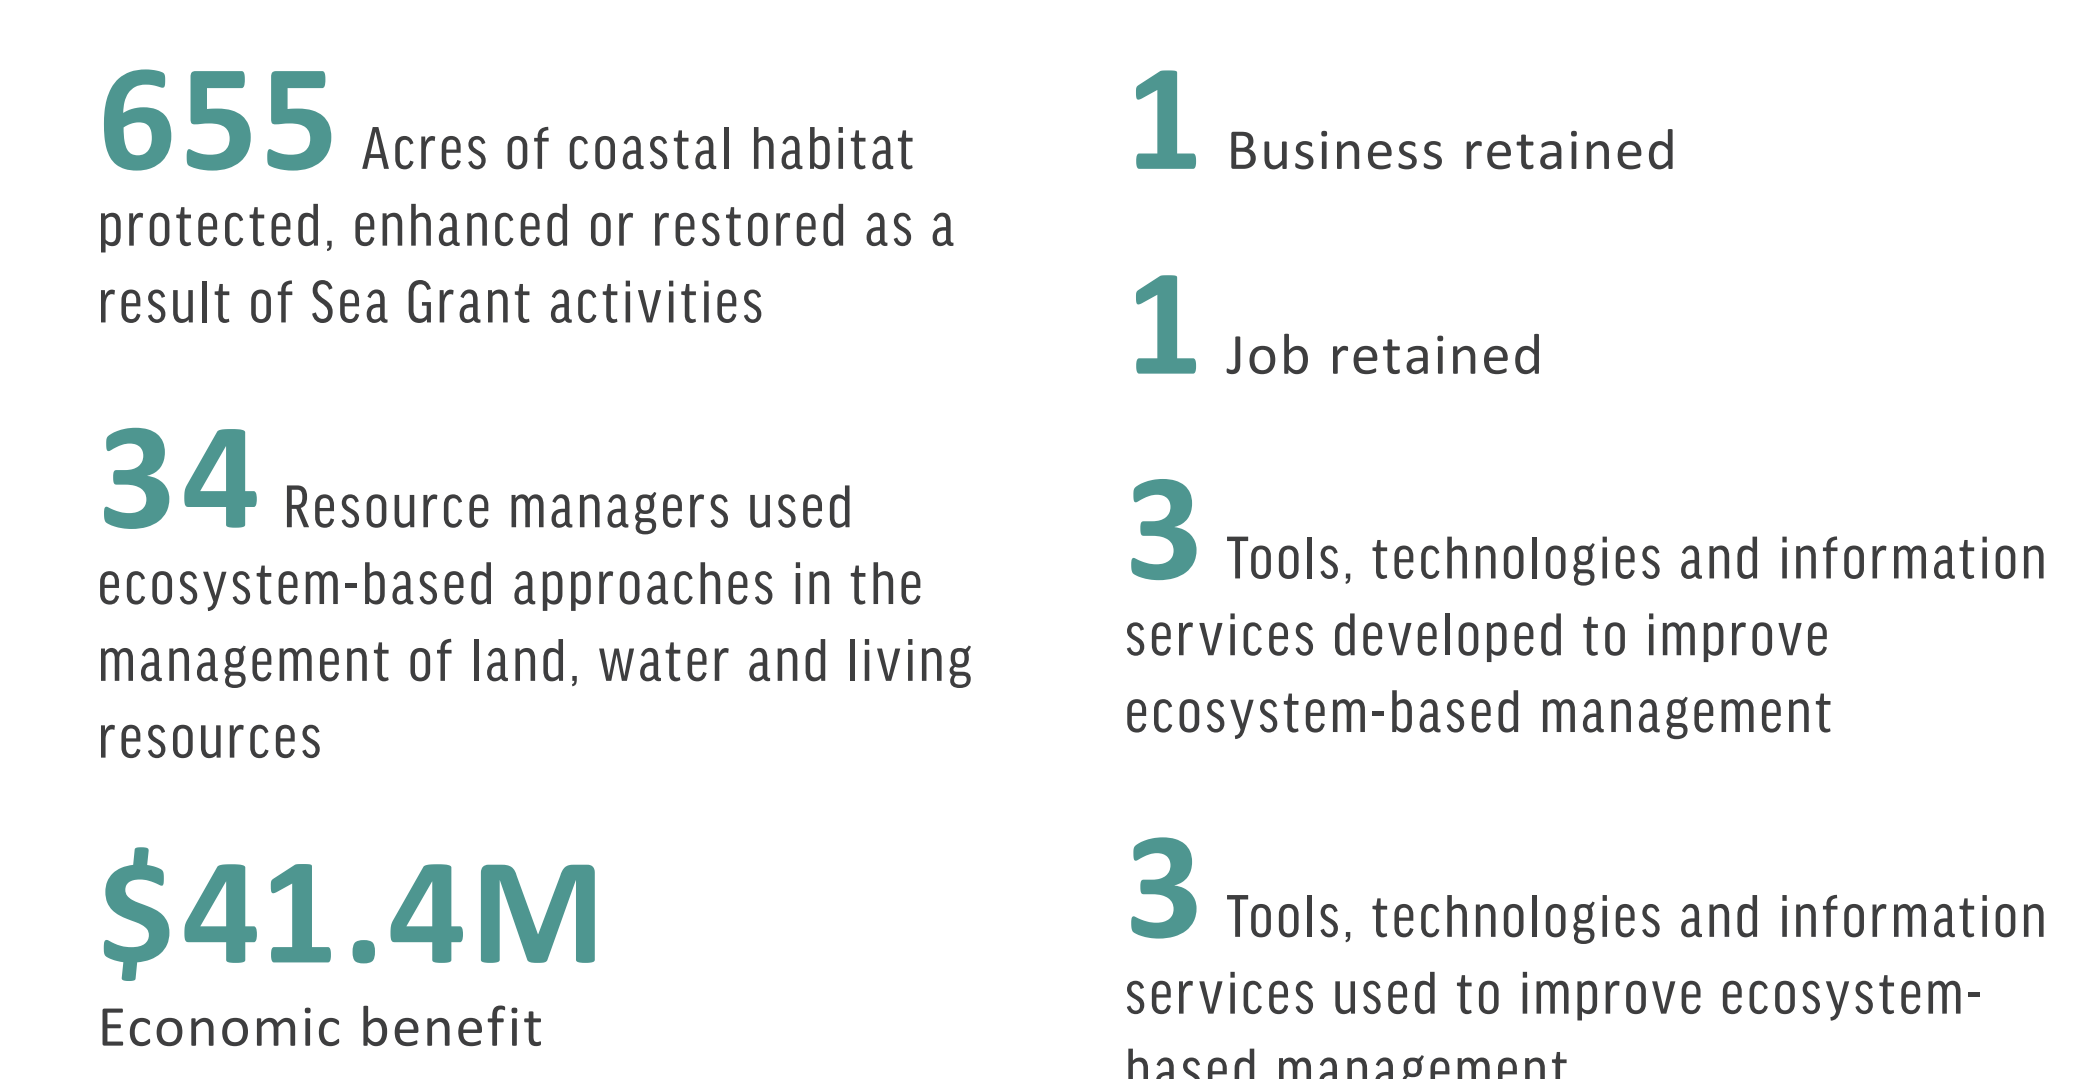 655 Acres of coastal habitat
protected, enhanced or restored as a
result of Sea Grant activities
34 Resource managers used
ecosystem-based approaches in the
management of land, water and living
resources
$41.4M
Economic benefit
1 Business retained
1 Job retained
3 Tools, technologies and information
services developed to improve
ecosystem-based management
3 Tools, technologies and information
services used to improve ecosystem-
based management